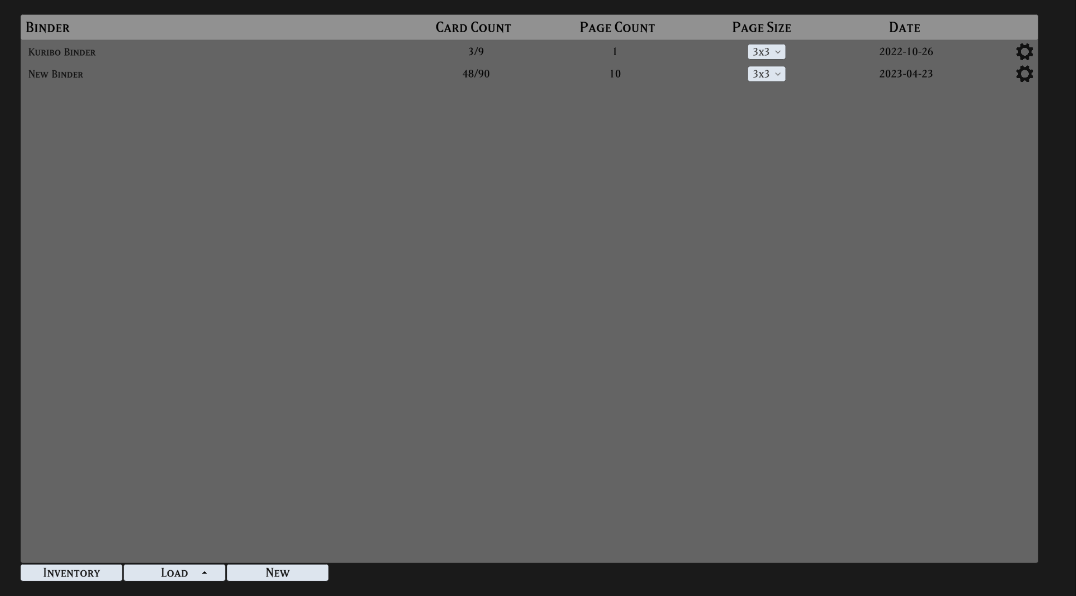 Binder Card Count Page Count Page Size Date
Kuribo Binder 3/9 1 3x3 2022-10-26
New Binder 48/90 10 3x3 2023-04-23
Inventory Load New